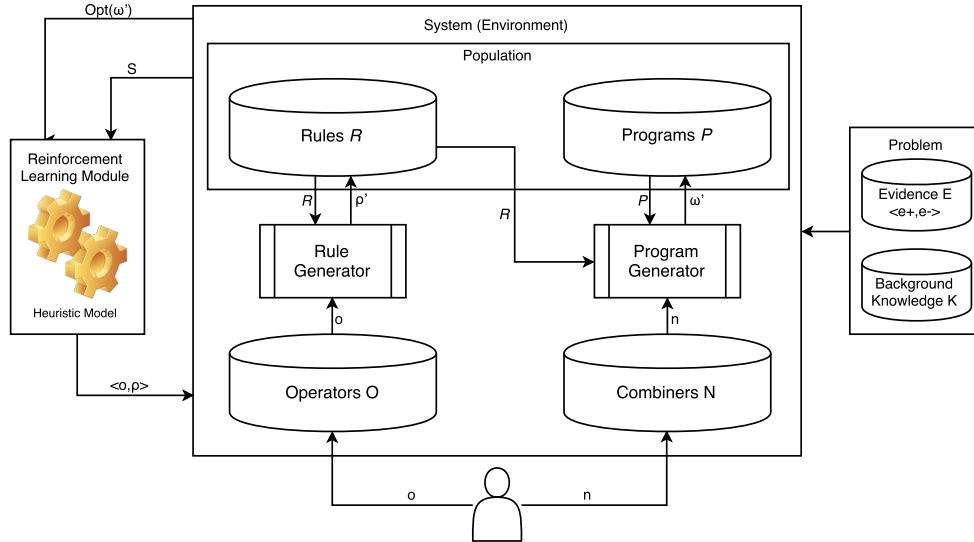 Opt(ω’)
System (Environment)
Population
S
Rules R
Programs P
Problem
Reinforcement
Learning Module
Evidence E
<e+,e->
R
ρ’
R
P
ω’
Rule
Generator
Program
Generator
Background
Knowledge K
Heuristic Model
o
n
<o,ρ>
Operators O
Combiners N
o
n